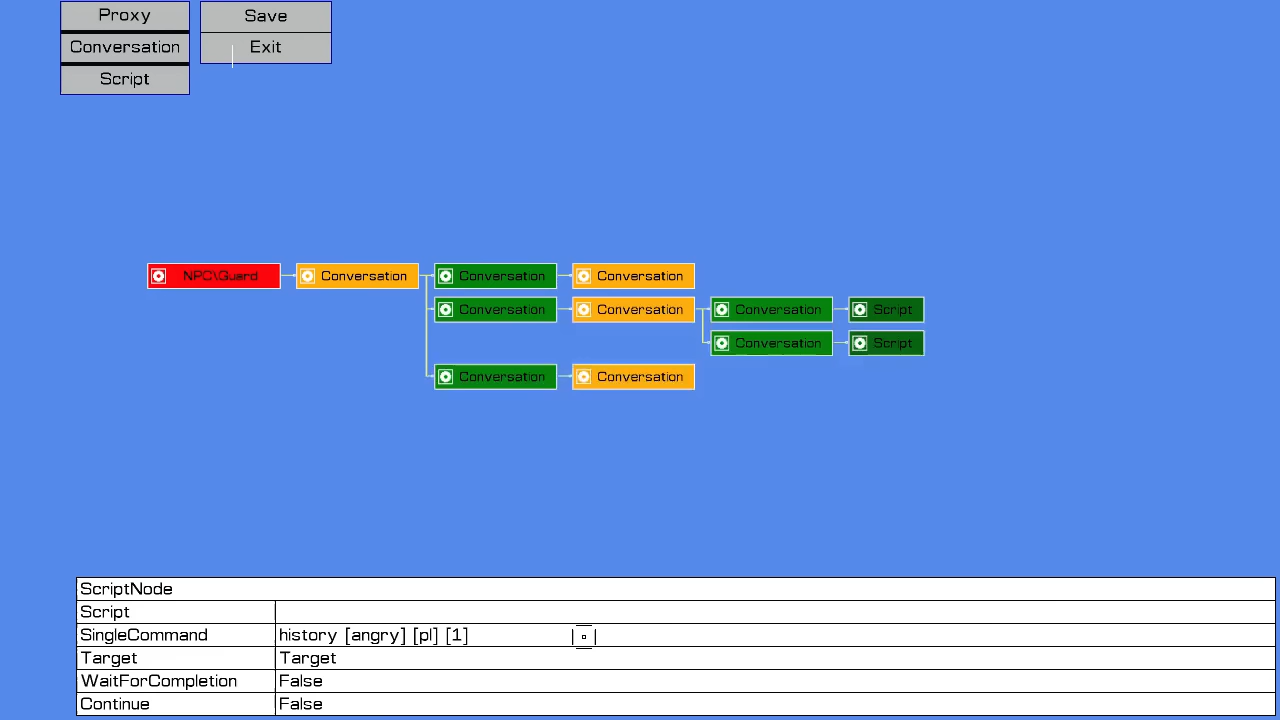 Proxy
Save
Conversation
Exit
Script
NPC\Guard
Conversation
Conversation
Conversation
Conversation
Conversation
Conversation
Script
Conversation
Script
Conversation
Conversation
ScriptNode
Script
SingleCommand history [angry] [pl] [1]
Target Target
WaitForCompletion False
Continue False